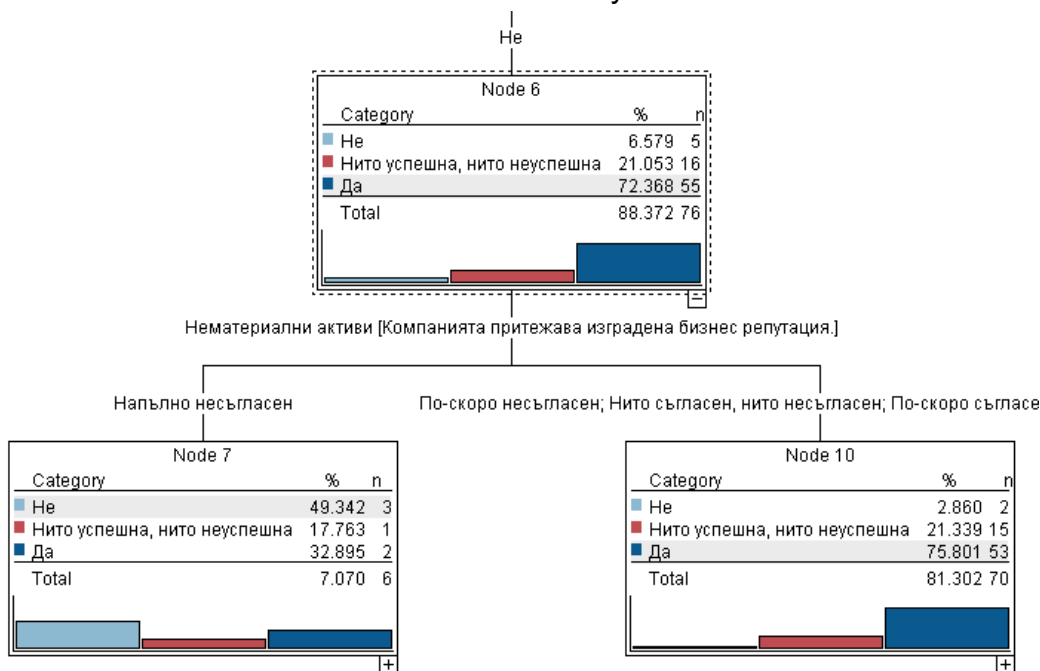 Не
Node 6
Category % n
Не 6.579 5
Нито успешна, нито неуспешна 21.053 16
Да 72.368 55
Total 88.372 76
Нематериални активи [Компанията притежава изградена бизнес репутация.]
Напълно несъгласен
По-скоро несъгласен; Нито съгласен, нито несъгласен; По-скоро съгласе
Node 7
Category % n
Не 49.342 3
Нито успешна, нито неуспешна 17.763 1
Да 32.895 2
Total 7.070 6
Node 10
Category % n
Не 2.860 2
Нито успешна, нито неуспешна 21.339 15
Да 75.801 53
Total 81.302 70